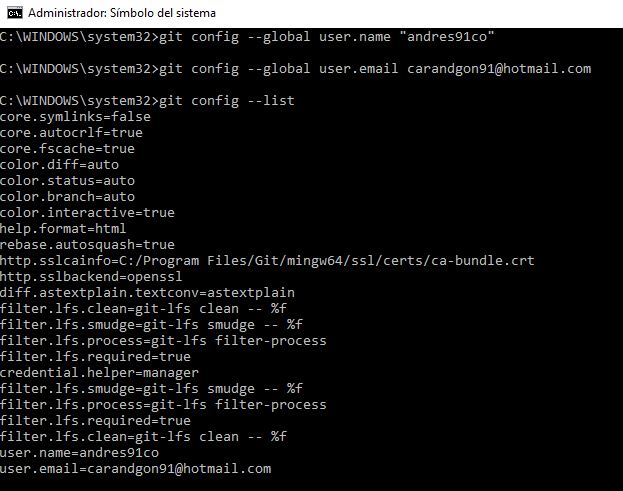 Administrador: Símbolo del sistema
C:\WINDOWS\system32>git config --global user.name "andres91co"
C:\WINDOWS\system32>git config --global user.email carandgon91@hotmail.com
C:\WINDOWS\system32>git config --list
core.symlinks=false
core.autocrlf=true
core.fscache=true
color.diff=auto
color.status=auto
color.branch=auto
color.interactive=true
help.format=html
rebase.autosquash=true
http.sslcainfo=C:/Program Files/Git/mingw64/ssl/certs/ca-bundle.crt
http.sslbackend=openssl
diff.astextplain.textconv=astextplain
filter.lfs.clean=git-lfs clean -- %f
filter.lfs.smudge=git-lfs smudge -- %f
filter.lfs.process=git-lfs filter-process
filter.lfs.required=true
credential.helper=manager
filter.lfs.smudge=git-lfs smudge -- %f
filter.lfs.process=git-lfs filter-process
filter.lfs.required=true
filter.lfs.clean=git-lfs clean -- %f
user.name=andres91co
user.email=carandgon91@hotmail.com